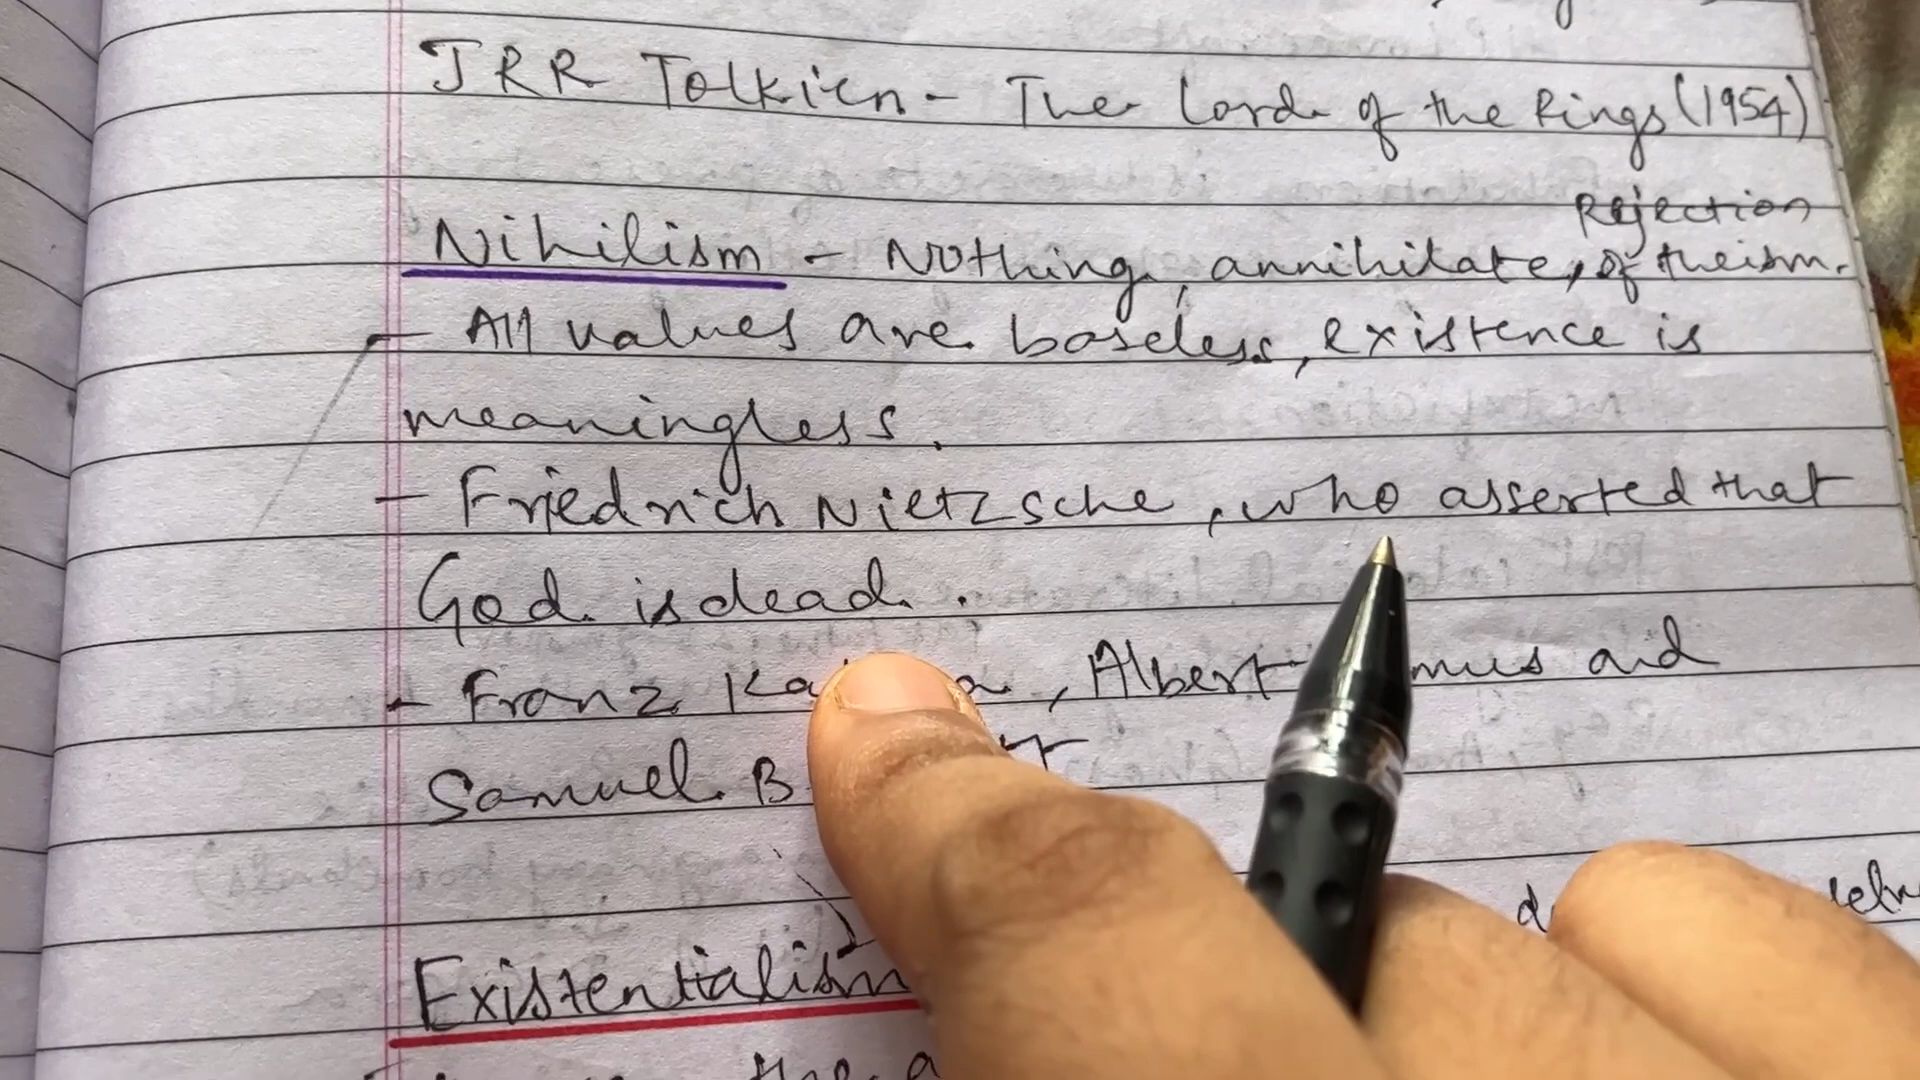 JRR Tolkien - The Lord of the Rings (1954)
Rejection
Nihilism - Nothing, annihilate, of theism.
- All values are baseless, existence is
meaningless.
- Friedrich Nietzsche, who asserted that
God is dead.
- Franz , Albert and
Samuel
Existentialism
the